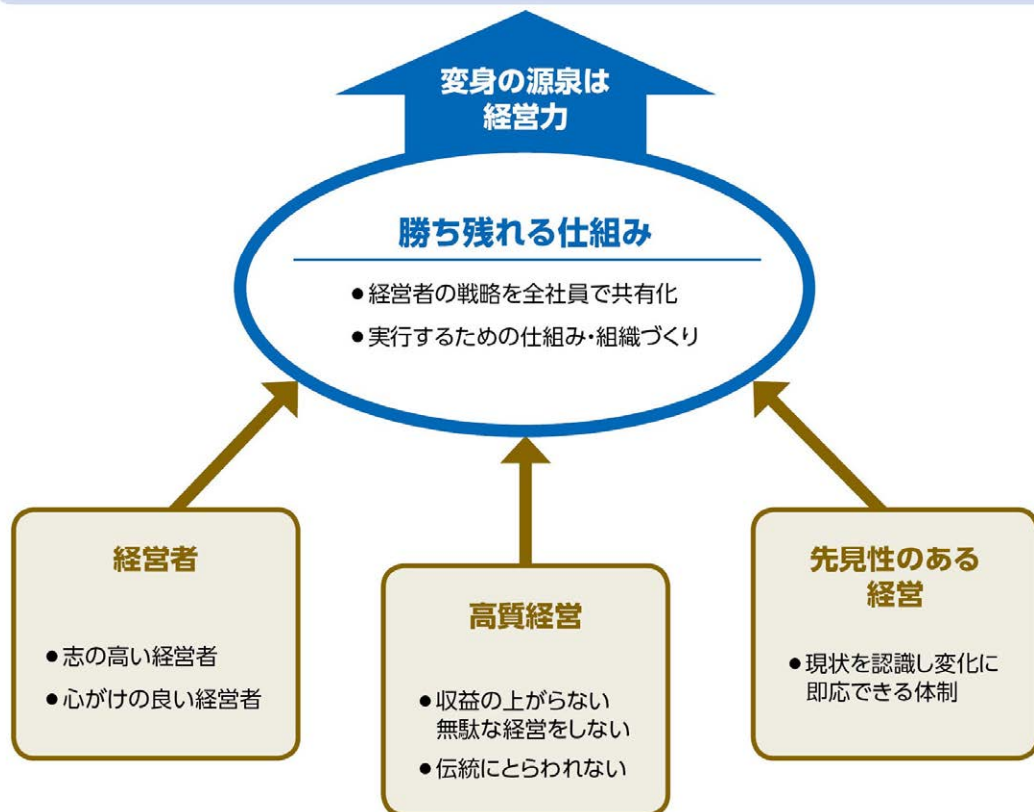 変身の源泉は
経営力
勝ち残れる仕組み
●経営者の戦略を全社員で共有化
●実行するための仕組み・組織づくり
経営者
●志の高い経営者
●心がけの良い経営者
高質経営
●収益の上がらない
無駄な経営をしない
●伝統にとらわれない
先見性のある
経営
●現状を認識し変化に
即応できる体制